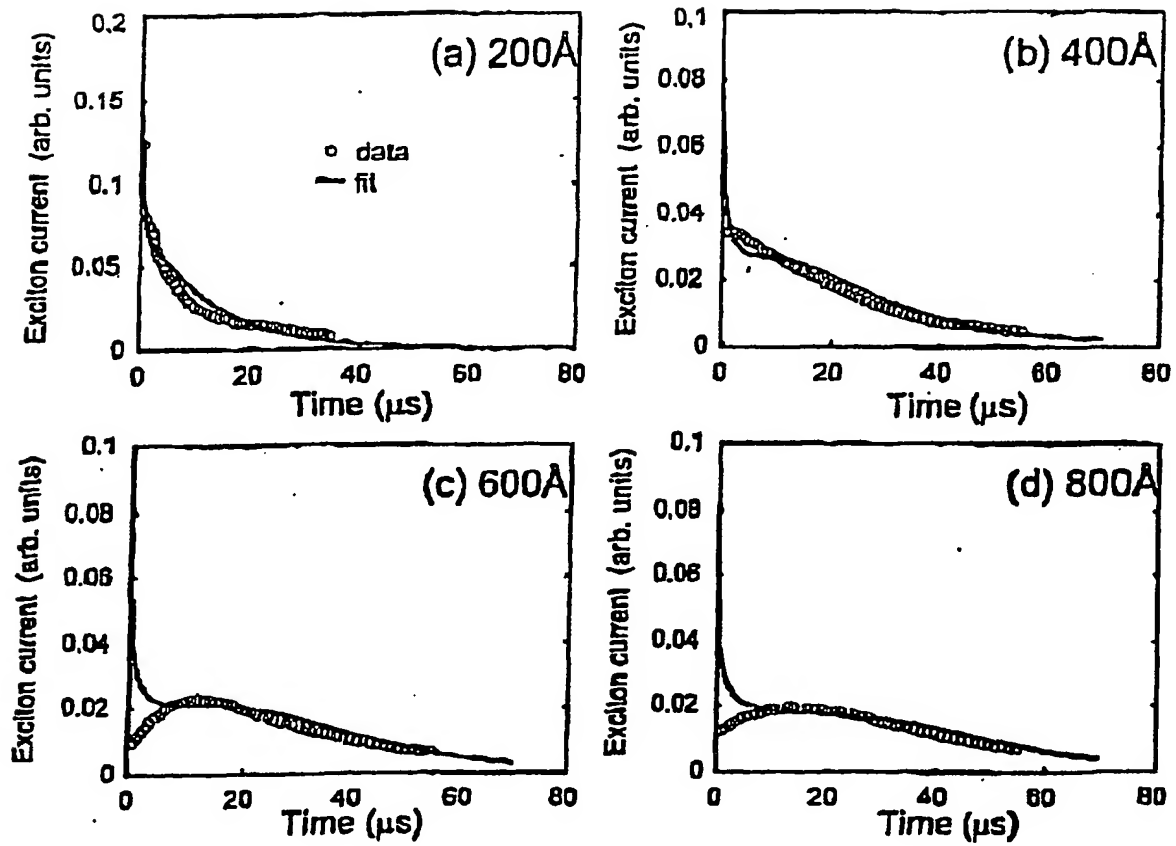 Exciton current (arb. units)
0.2
0.15
0.1
0.05
0
(a) 200Å
data
fit
0 20 40 60 80
Time (μs)
Exciton current (arb. units)
0.1
0.08
0.06
0.04
0.02
0
(b) 400Å
0 20 40 60 80
Time (μs)
Exciton current (arb. units)
0.1
0.08
0.06
0.04
0.02
0
(c) 600Å
0 20 40 60 80
Time (μs)
Exciton current (arb. units)
0.1
0.08
0.06
0.04
0.02
0
(d) 800Å
0 20 40 60 80
Time (μs)